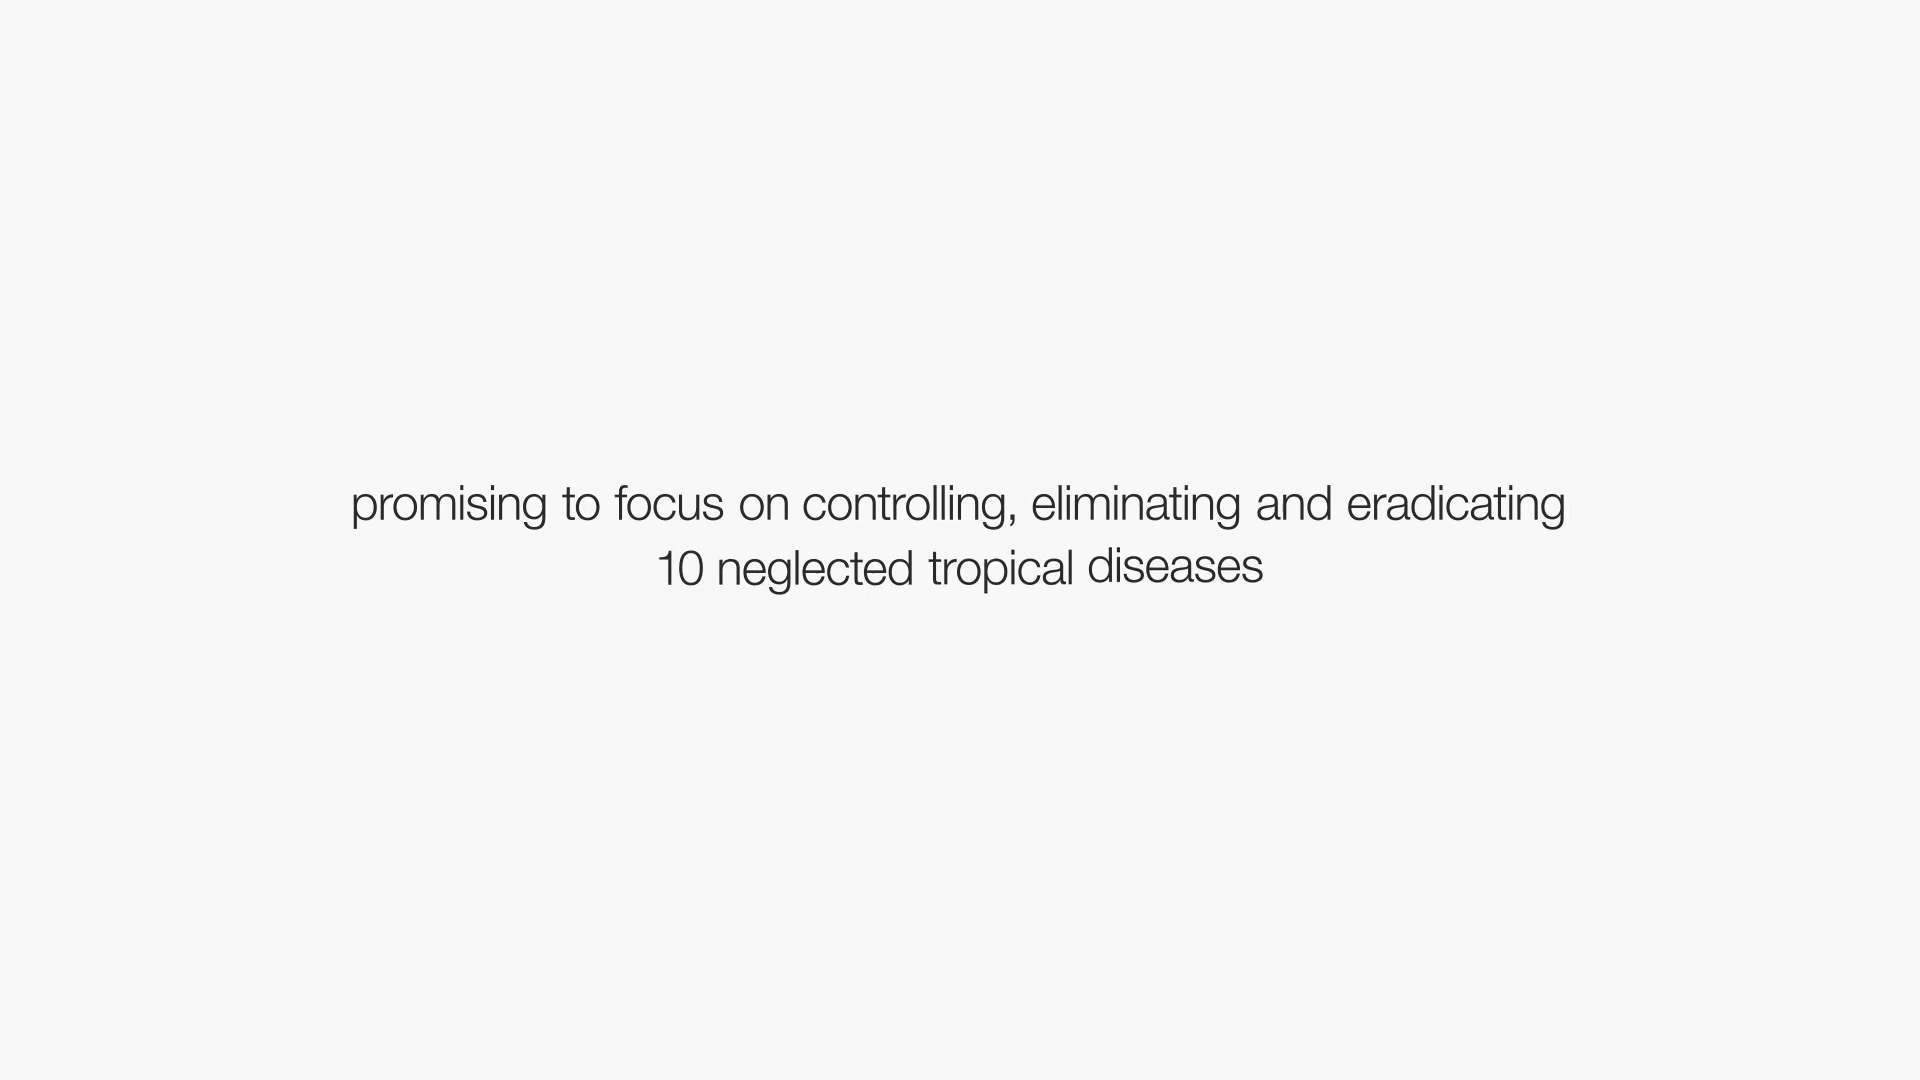 promising to focus on controlling, eliminating and eradicating
10 neglected tropical diseases